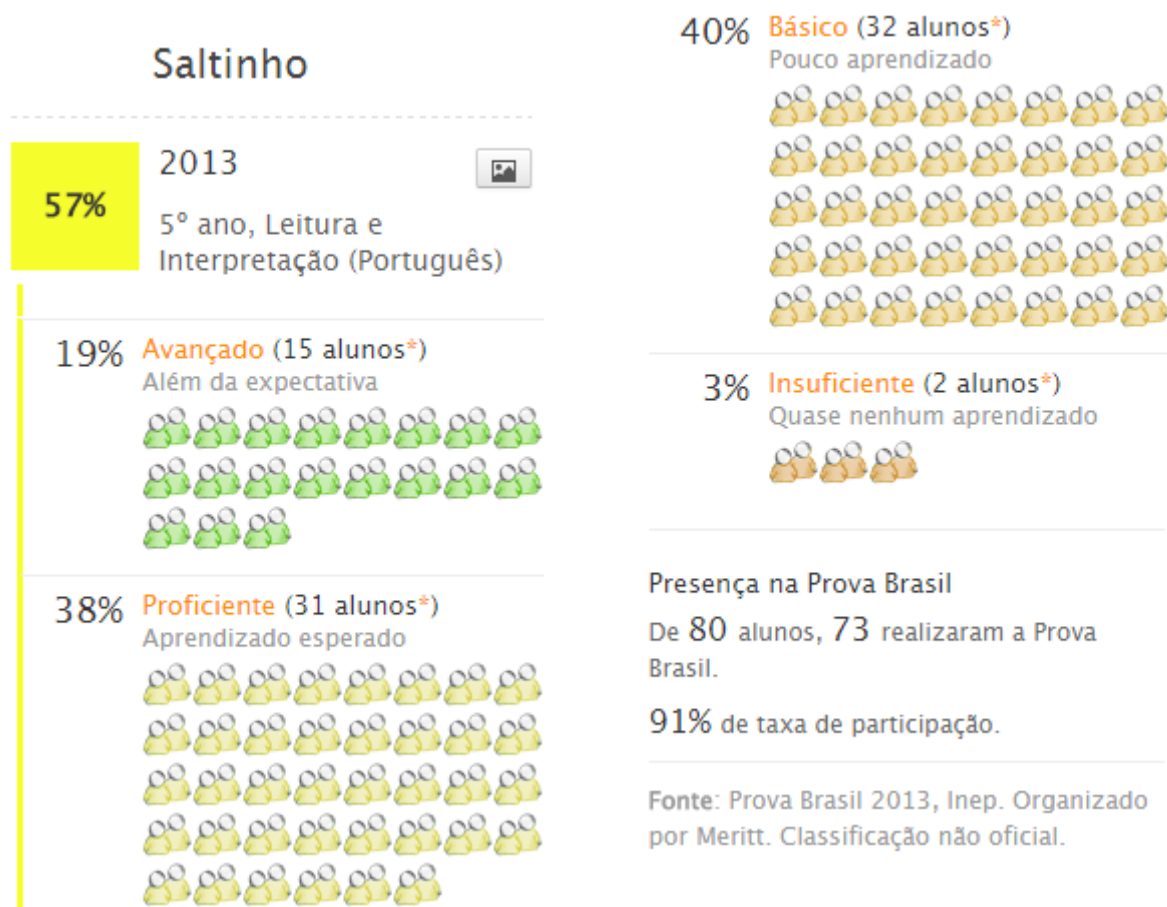 Saltinho
57%
2013
5º ano, Leitura e
Interpretação (Português)
19% Avançado (15 alunos*)
Além da expectativa
38% Proficiente (31 alunos*)
Aprendizado esperado
40% Básico (32 alunos*)
Pouco aprendizado
3% Insuficiente (2 alunos*)
Quase nenhum aprendizado
Presença na Prova Brasil
De 80 alunos, 73 realizaram a Prova
Brasil.
91% de taxa de participação.
Fonte: Prova Brasil 2013, Inep. Organizado
por Meritt. Classificação não oficial.